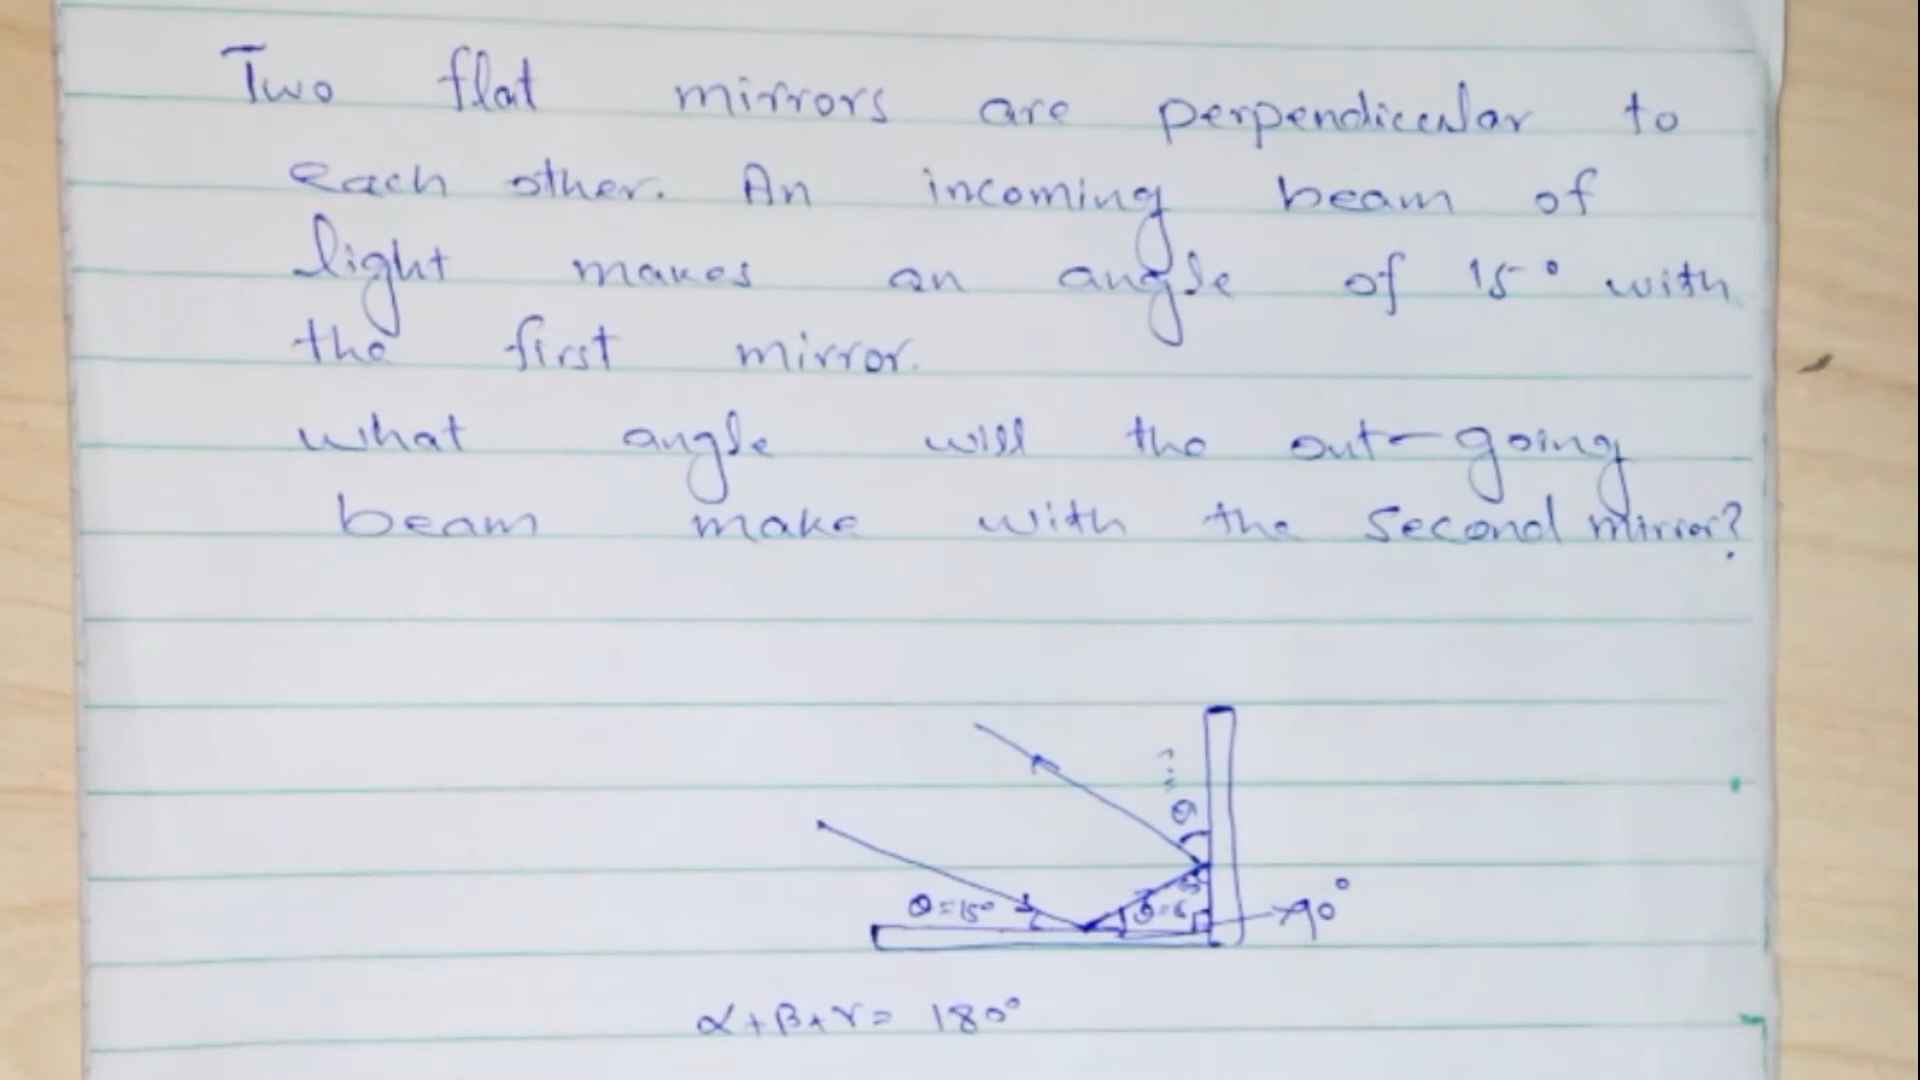 Two flat mirrors are perpendicular to
each other. An incoming beam of
light makes an angle of 15° with
the first mirror.
what angle will the out-going
beam make with the second mirror?
θ=15°
90°
α+β+γ= 180°